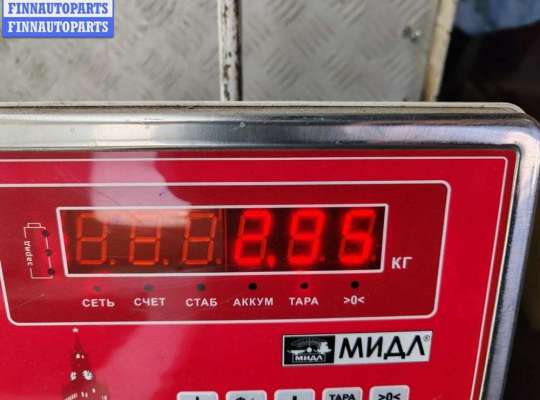 FINNAUTOPARTS
FINNAUTOPARTS
заряд
2.95 КГ
СЕТЬ СЧЕТ СТАБ АККУМ ТАРА >0<
МИДЛ МИДЛ®
ТАРА >0<